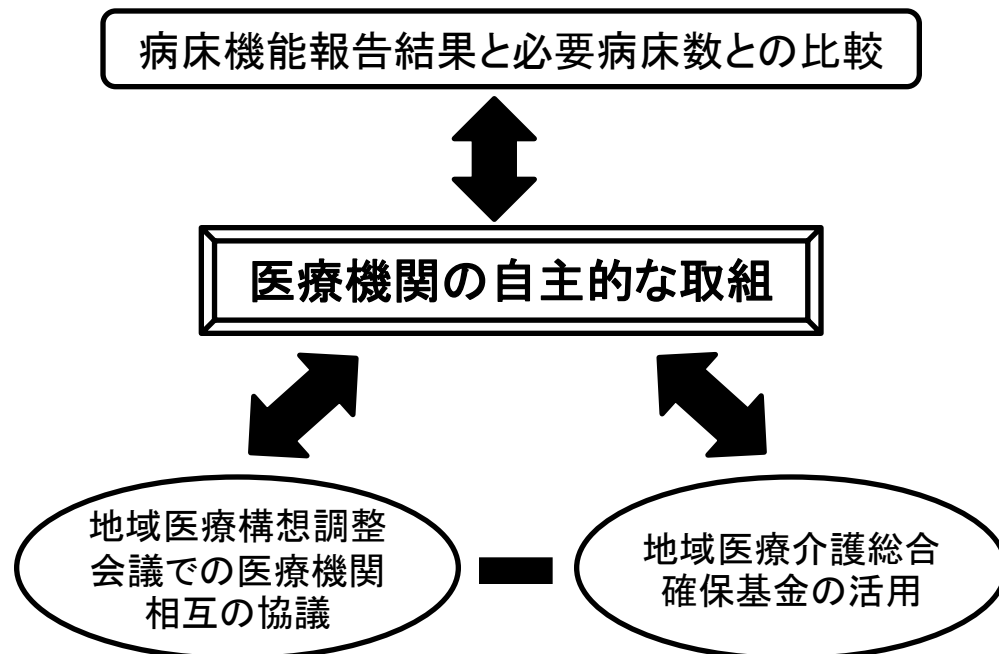 病床機能報告結果と必要病床数との比較
医療機関の自主的な取組
地域医療構想調整
会議での医療機関
相互の協議
地域医療介護総合
確保基金の活用